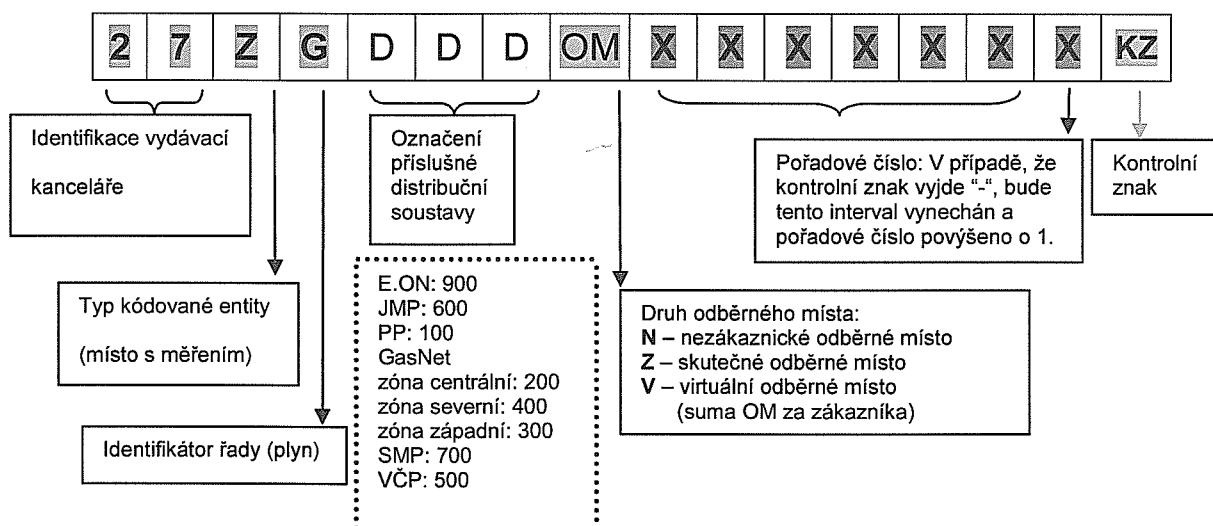 2 7 Z G D D D OM X X X X X X X KZ
Identifikace vydávací
kanceláře
Označení
příslušné
distribuční
soustavy
Pořadové číslo: V případě, že
kontrolní znak vyjde “-“, bude
tento interval vynechán a
pořadové číslo povýšeno o 1.
Kontrolní
znak
Typ kódované entity
(místo s měřením)
E.ON: 900
JMP: 600
PP: 100
GasNet
zóna centrální: 200
zóna severní: 400
zóna západní: 300
SMP: 700
VČP: 500
Druh odběrného místa:
N – nezákaznické odběrné místo
Z – skutečné odběrné místo
V – virtuální odběrné místo
(suma OM za zákazníka)
Identifikátor řady (plyn)